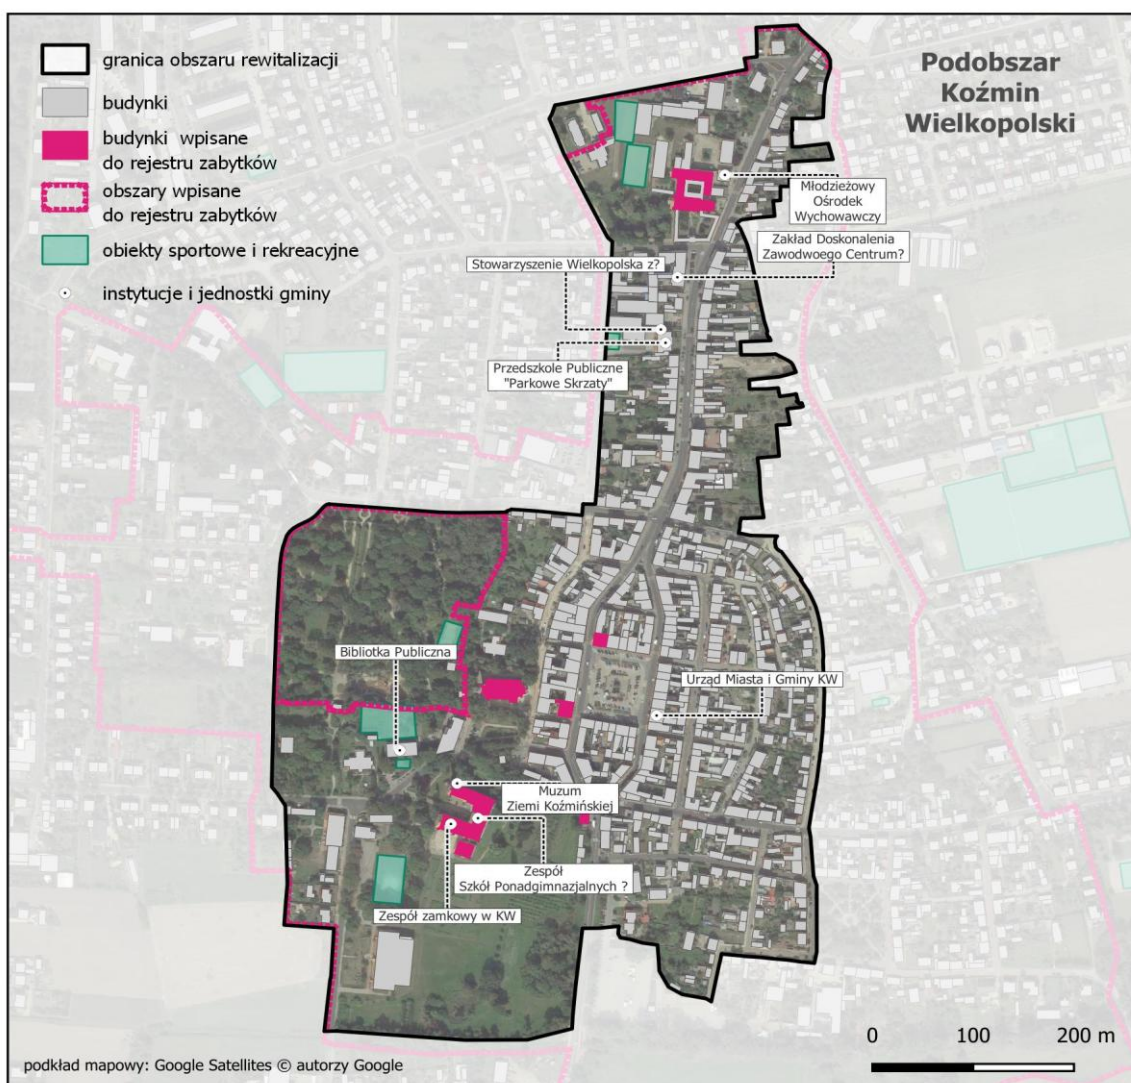 granica obszaru rewitalizacji
budynki
budynki wpisane
do rejestru zabytków
obszary wpisane
do rejestru zabytków
obiekty sportowe i rekreacyjne
instytucje i jednostki gminy
Podobszar
Koźmin
Wielkopolski
Młodzieżowy
Ośrodek
Wychowawczy
Zakład Doskonalenia
Zawodwoego Centrum?
Stowarzyszenie Wielkopolska z?
Przedszkole Publiczne
"Parkowe Skrzaty"
Bibliotka Publiczna
Urząd Miasta i Gminy KW
Muzum
Ziemi Koźmińskiej
Zespół
Szkół Ponadgimnazjalnych ?
Zespół zamkowy w KW
0 100 200 m
podkład mapowy: Google Satellites © autorzy Google